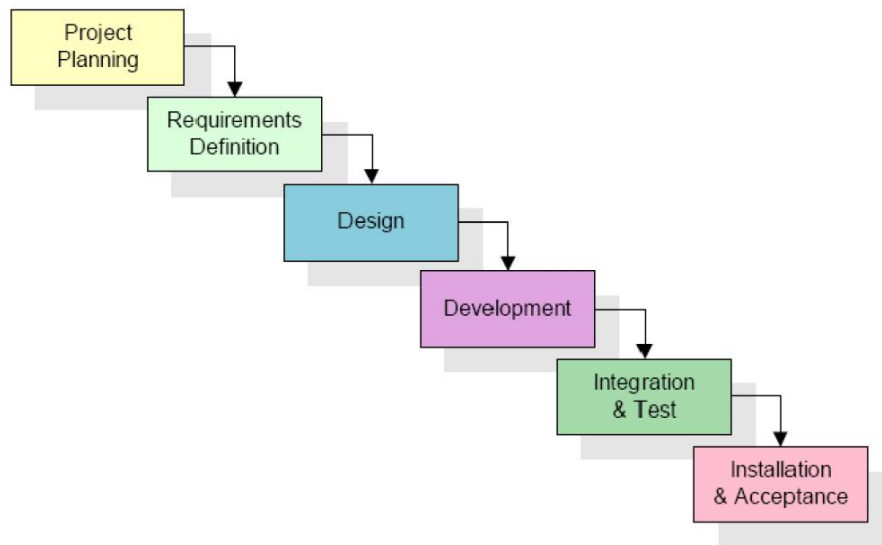 Project
Planning
Requirements
Definition
Design
Development
Integration
& Test
Installation
& Acceptance